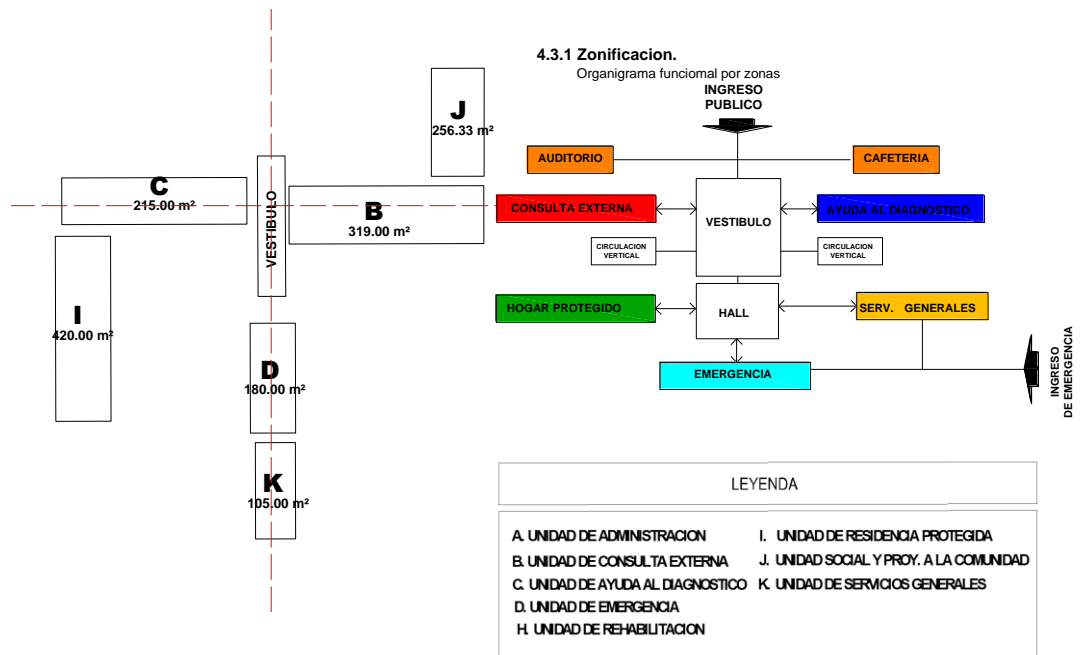 4.3.1 Zonificacion.
Organigrama funciomal por zonas
INGRESO
PUBLICO
AUDITORIO
CAFETERIA
CONSULTA EXTERNA
VESTIBULO
AYUDA AL DIAGNOSTICO
CIRCULACION
VERTICAL
CIRCULACION
VERTICAL
HOGAR PROTEGIDO
HALL
SERV. GENERALES
EMERGENCIA
INGRESO
DE EMERGENCIA
J
256.33 m²
C
215.00 m²
VESTIBULO
B
319.00 m²
I
420.00 m²
D
180.00 m²
K
105.00 m²
LEYENDA
A. UNIDAD DE ADMINISTRACION
B. UNIDAD DE CONSULTA EXTERNA
C. UNIDAD DE AYUDA AL DIAGNOSTICO
D. UNIDAD DE EMERGENCIA
H. UNIDAD DE REHABILITACION
I. UNIDAD DE RESIDENCIA PROTEGIDA
J. UNIDAD SOCIAL Y PROY. A LA COMUNIDAD
K. UNIDAD DE SERVICIOS GENERALES